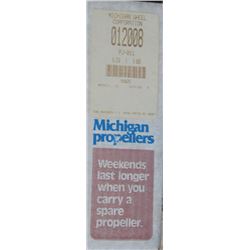 MICHIGAN WHEEL
CORPORATION
012008
Michigan
propellers
Weekends
last longer
when you
carry a
spare
propeller.